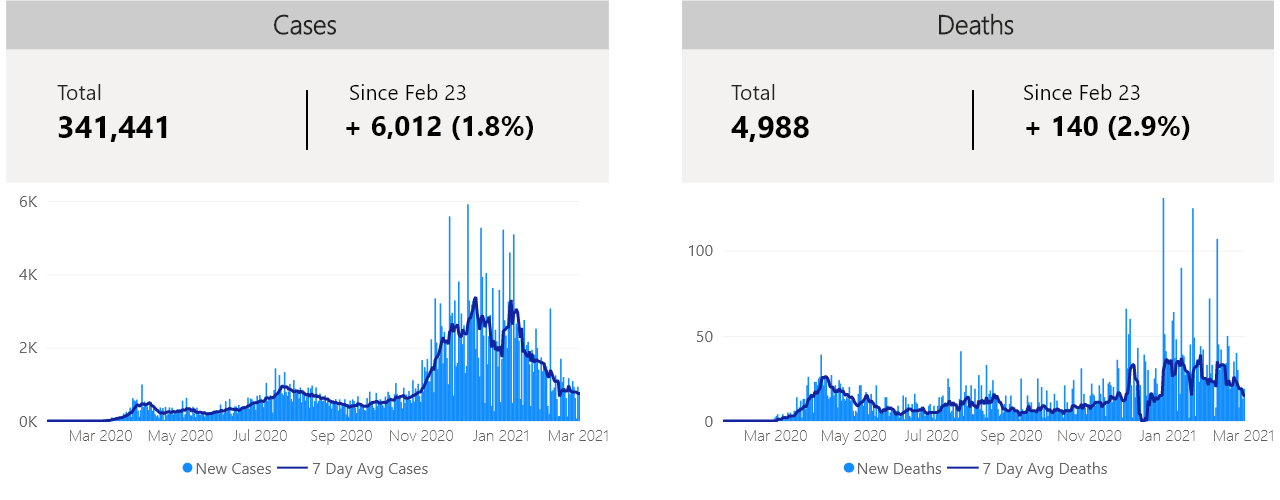 Cases
Total
341,441
Since Feb 23
+ 6,012 (1.8%)
6K
4K
2K
0K
Mar 2020 May 2020 Jul 2020 Sep 2020 Nov 2020 Jan 2021 Mar 2021
New Cases 7 Day Avg Cases
Deaths
Total
4,988
Since Feb 23
+ 140 (2.9%)
100
50
0
Mar 2020 May 2020 Jul 2020 Sep 2020 Nov 2020 Jan 2021 Mar 2021
New Deaths 7 Day Avg Deaths